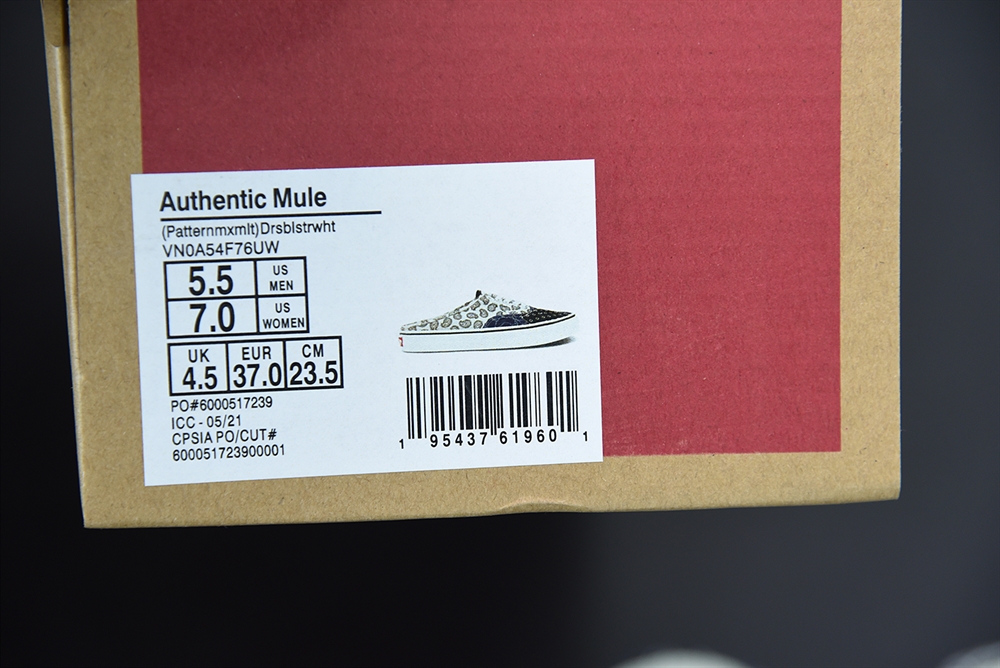 Authentic Mule
(Patternmxmlt)Drsblstrwht
VN0A54F76UW
5.5 US MEN
7.0 US WOMEN
UK EUR CM
4.5 37.0 23.5
PO#6000517239
ICC - 05/21
CPSIA PO/CUT#
600051723900001
1 95437 61960 1